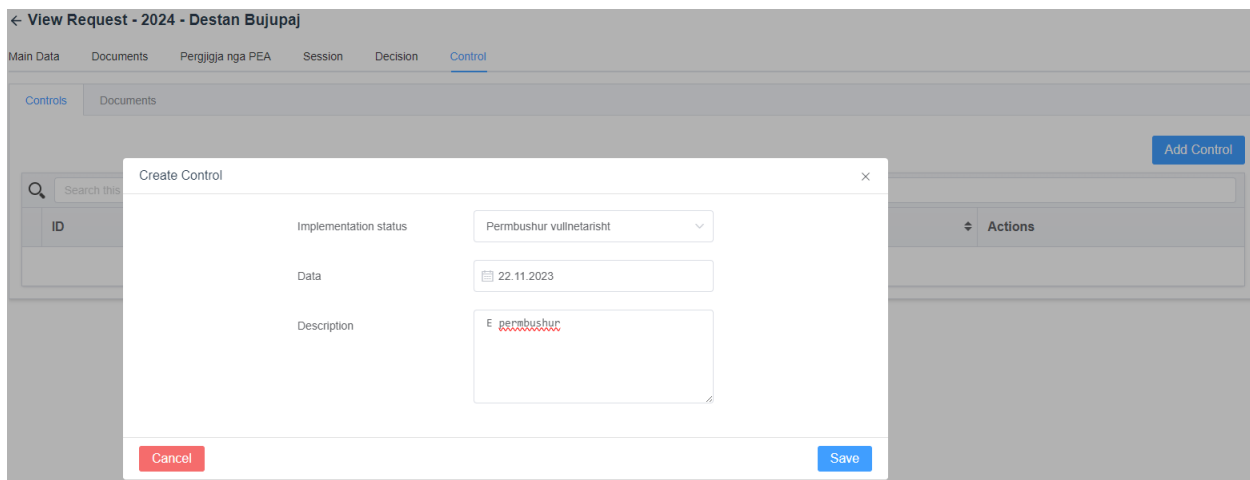 ← View Request - 2024 - Destan Bujupaj
Main Data Documents Pergjigja nga PEA Session Decision Control
Controls Documents
Add Control
Create Control
Search this
ID Actions
Implementation status Permbushur vullnetarisht
Data 22.11.2023
Description E permbushur
Cancel Save